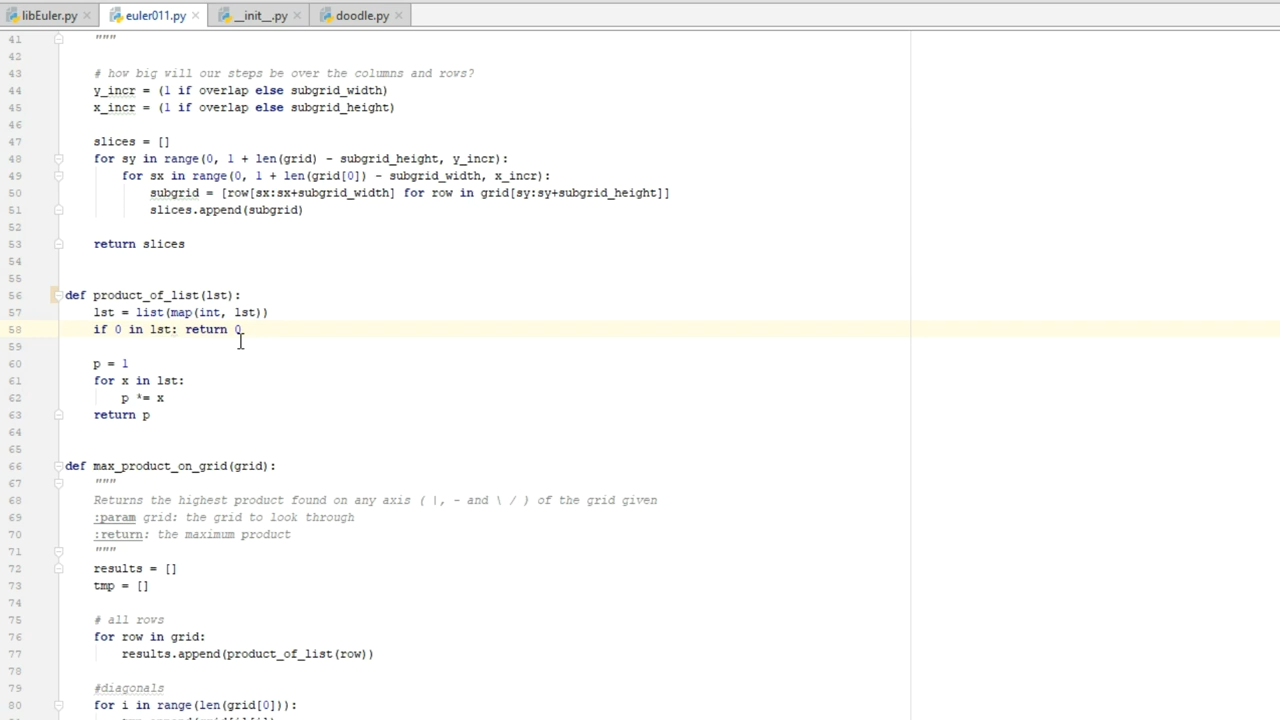 libEuler.py
euler011.py
__init__.py
doodle.py
41 """
42
43 # how big will our steps be over the columns and rows?
44 y_incr = (1 if overlap else subgrid_width)
45 x_incr = (1 if overlap else subgrid_height)
46
47 slices = []
48 for sy in range(0, 1 + len(grid) - subgrid_height, y_incr):
49 for sx in range(0, 1 + len(grid[0]) - subgrid_width, x_incr):
50 subgrid = [row[sx:sx+subgrid_width] for row in grid[sy:sy+subgrid_height]]
51 slices.append(subgrid)
52
53 return slices
54
55
56 def product_of_list(lst):
57 lst = list(map(int, lst))
58 if 0 in lst: return 0
59
60 p = 1
61 for x in lst:
62 p *= x
63 return p
64
65
66 def max_product_on_grid(grid):
67 """
68 Returns the highest product found on any axis ( |, - and \ / ) of the grid given
69 :param grid: the grid to look through
70 :return: the maximum product
71 """
72 results = []
73 tmp = []
74
75 # all rows
76 for row in grid:
77 results.append(product_of_list(row))
78
79 #diagonals
80 for i in range(len(grid[0])):